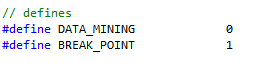 // defines
#define DATA_MINING 0
#define BREAK_POINT 1